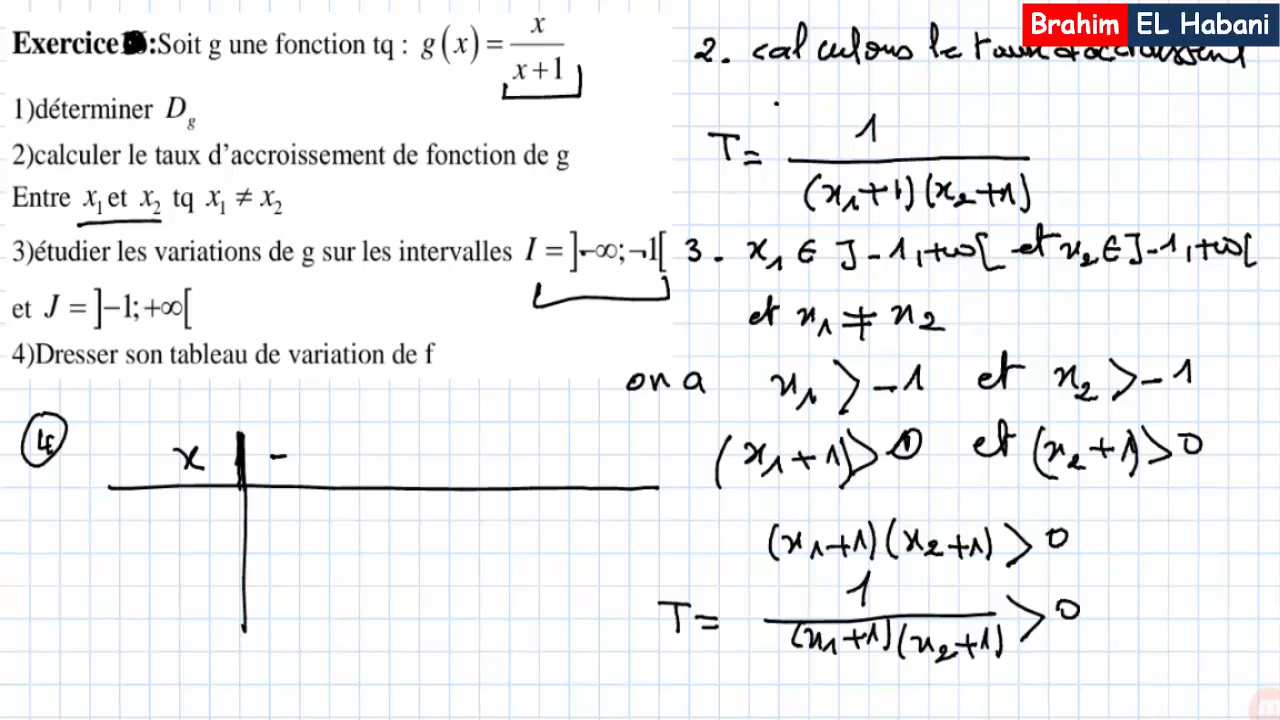 Brahim EL Habani
Exercice :Soit g une fonction tq : g(x) = x/(x+1)
1)déterminer D_g
2)calculer le taux d'accroissement de fonction de g
Entre x₁ et x₂ tq x₁ ≠ x₂
3)étudier les variations de g sur les intervalles I = ]-∞;¬1[
et J = ]-1;+∞[
4)Dresser son tableau de variation de f
④
x | -
2. calculons le taux d'accroissent
T = 1/((x₁+1)(x₂+1))
3. x₁ ∈ ]-1,+∞[ et x₂ ∈ ]-1,+∞[
et x₁ ≠ x₂
on a x₁ > -1 et x₂ > -1
(x₁+1) > 0 et (x₂+1) > 0
(x₁+1)(x₂+1) > 0
T = 1/((x₁+1)(x₂+1)) > 0